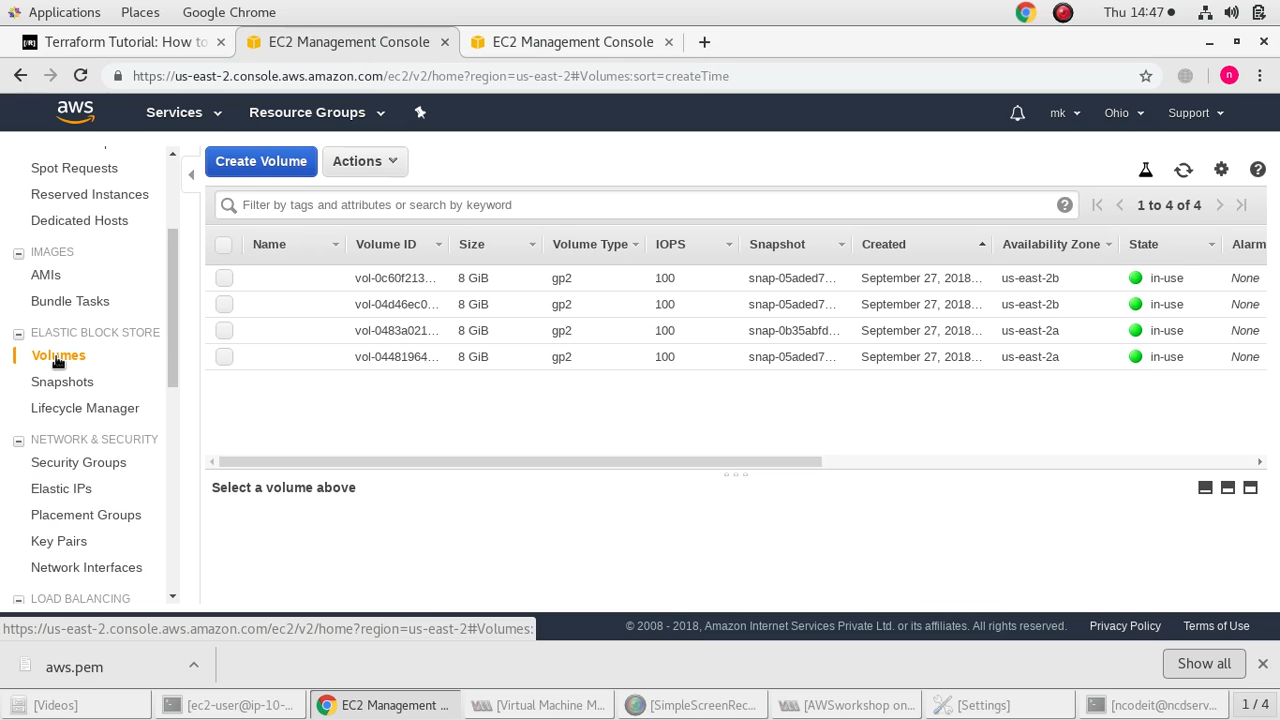 Applications Places Google Chrome Thu 14:47
Terraform Tutorial: How to EC2 Management Console EC2 Management Console
https://us-east-2.console.aws.amazon.com/ec2/v2/home?region=us-east-2#Volumes:sort=createTime n
aws Services Resource Groups mk Ohio Support
Spot Requests
Reserved Instances
Dedicated Hosts
IMAGES
AMIs
Bundle Tasks
ELASTIC BLOCK STORE
Volumes
Snapshots
Lifecycle Manager
NETWORK & SECURITY
Security Groups
Elastic IPs
Placement Groups
Key Pairs
Network Interfaces
LOAD BALANCING
Create Volume Actions
Filter by tags and attributes or search by keyword 1 to 4 of 4
Name Volume ID Size Volume Type IOPS Snapshot Created Availability Zone State Alarm
vol-0c60f213... 8 GiB gp2 100 snap-05aded7... September 27, 2018... us-east-2b in-use None
vol-04d46ec0... 8 GiB gp2 100 snap-05aded7... September 27, 2018... us-east-2b in-use None
vol-0483a021... 8 GiB gp2 100 snap-0b35abfd... September 27, 2018... us-east-2a in-use None
vol-04481964... 8 GiB gp2 100 snap-05aded7... September 27, 2018... us-east-2a in-use None
Select a volume above
https://us-east-2.console.aws.amazon.com/ec2/v2/home?region=us-east-2#Volumes:
© 2008 - 2018, Amazon Internet Services Private Ltd. or its affiliates. All rights reserved. Privacy Policy Terms of Use
aws.pem Show all
[Videos] [ec2-user@ip-10-... EC2 Management ... [Virtual Machine M... [SimpleScreenRec... [AWSworkshop on... [Settings] [ncodeit@ncdserv... 1 / 4